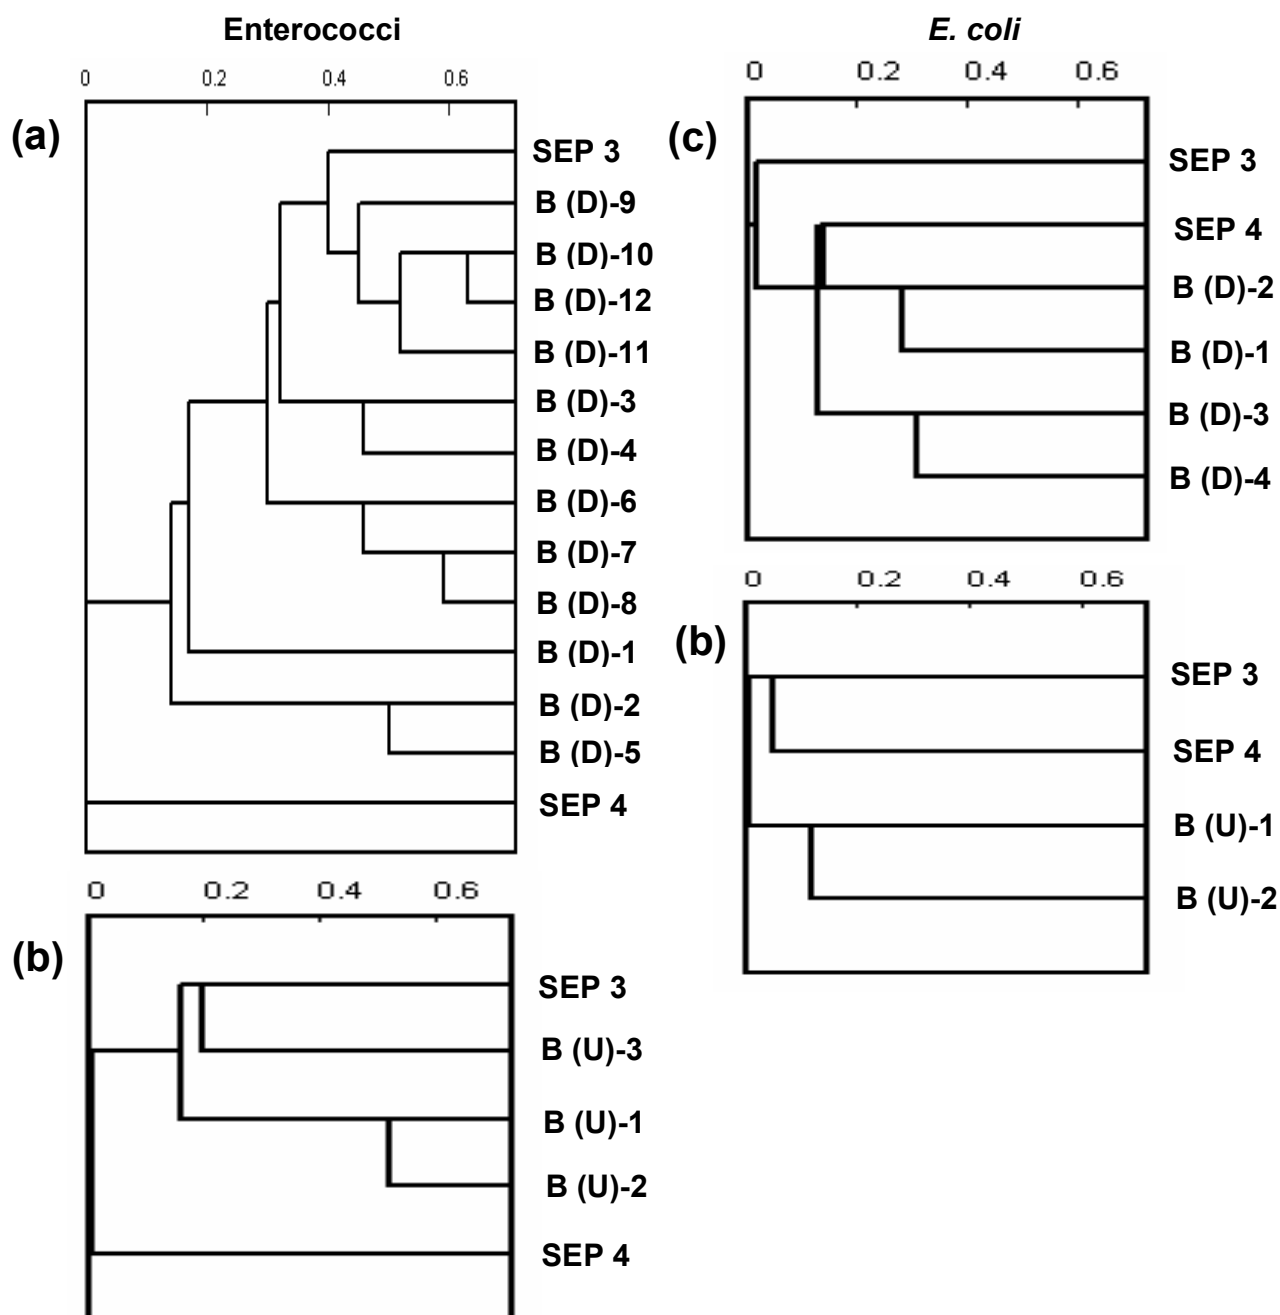 Enterococci
(a)
0 0.2 0.4 0.6
SEP 3
B (D)-9
B (D)-10
B (D)-12
B (D)-11
B (D)-3
B (D)-4
B (D)-6
B (D)-7
B (D)-8
B (D)-1
B (D)-2
B (D)-5
SEP 4
(b)
0 0.2 0.4 0.6
SEP 3
B (U)-3
B (U)-1
B (U)-2
SEP 4
E. coli
(c)
0 0.2 0.4 0.6
SEP 3
SEP 4
B (D)-2
B (D)-1
B (D)-3
B (D)-4
(b)
0 0.2 0.4 0.6
SEP 3
SEP 4
B (U)-1
B (U)-2